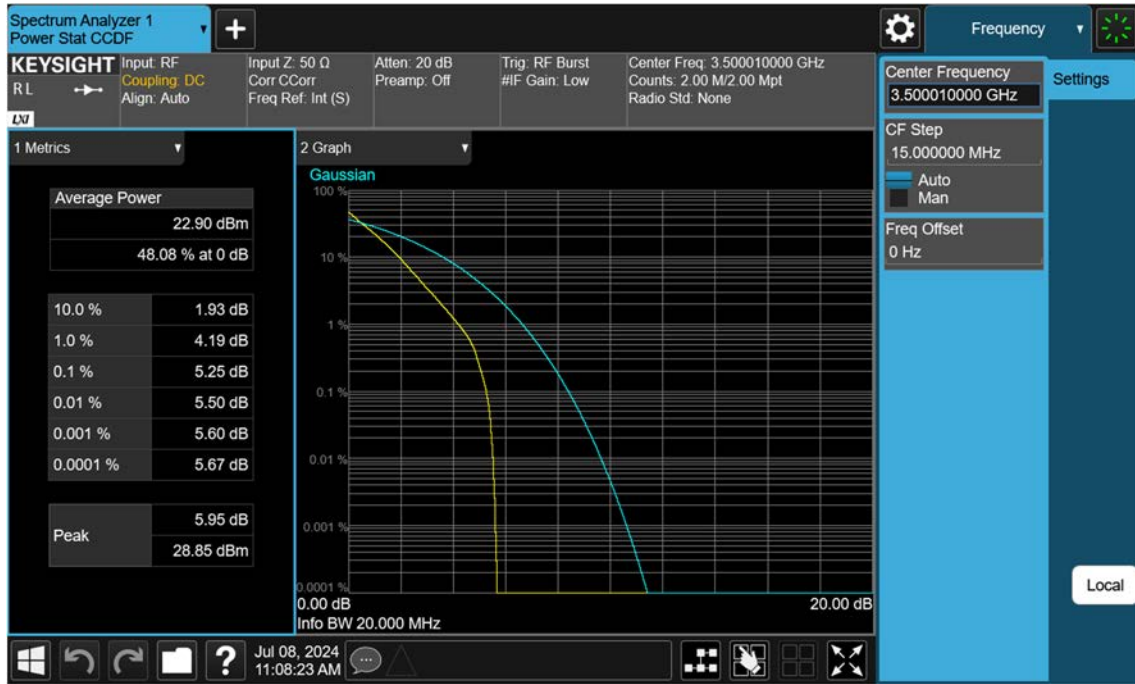 Spectrum Analyzer 1
Power Stat CCDF
▼
+
Frequency
▼
KEYSIGHT
RL
LXI
Input: RF
Coupling: DC
Align: Auto
Input Z: 50 Ω
Corr CCorr
Freq Ref: Int (S)
Atten: 20 dB
Preamp: Off
Trig: RF Burst
#IF Gain: Low
Center Freq: 3.500010000 GHz
Counts: 2.00 M/2.00 Mpt
Radio Std: None
Center Frequency
3.500010000 GHz
Settings
CF Step
15.000000 MHz
Auto
Man
Freq Offset
0 Hz
1 Metrics ▼
Average Power
22.90 dBm
48.08 % at 0 dB
10.0 % 1.93 dB
1.0 % 4.19 dB
0.1 % 5.25 dB
0.01 % 5.50 dB
0.001 % 5.60 dB
0.0001 % 5.67 dB
Peak
5.95 dB
28.85 dBm
2 Graph ▼
Gaussian
100 %
10 %
1 %
0.1 %
0.01 %
0.001 %
0.0001 %
0.00 dB 20.00 dB
Info BW 20.000 MHz
Local
?
Jul 08, 2024
11:08:23 AM